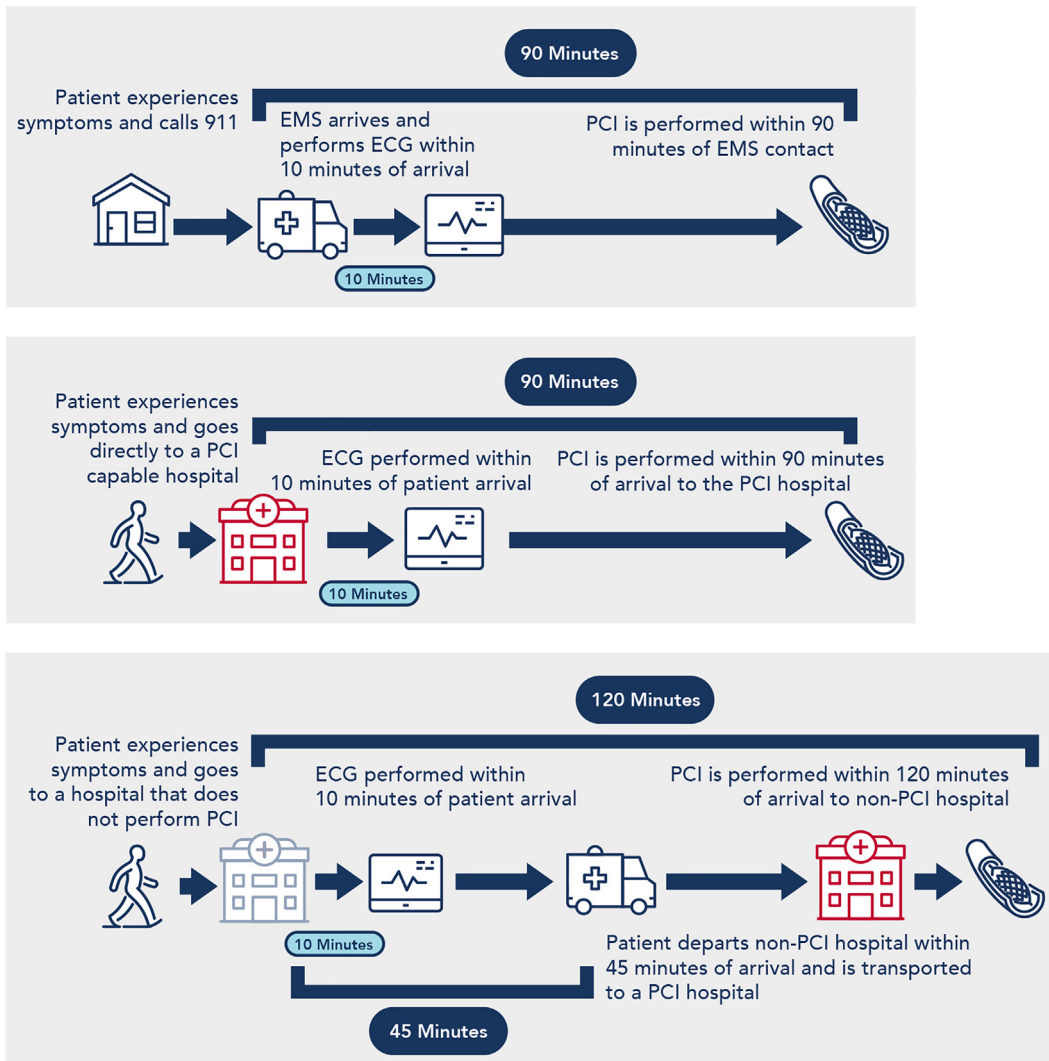 90 Minutes
Patient experiences
symptoms and calls 911
EMS arrives and
performs ECG within
10 minutes of arrival
PCI is performed within 90
minutes of EMS contact
10 Minutes
90 Minutes
Patient experiences
symptoms and goes
directly to a PCI
capable hospital
ECG performed within
10 minutes of patient arrival
PCI is performed within 90 minutes
of arrival to the PCI hospital
10 Minutes
120 Minutes
Patient experiences
symptoms and goes
to a hospital that does
not perform PCI
ECG performed within
10 minutes of patient arrival
PCI is performed within 120 minutes
of arrival to non-PCI hospital
10 Minutes
Patient departs non-PCI hospital within
45 minutes of arrival and is transported
to a PCI hospital
45 Minutes